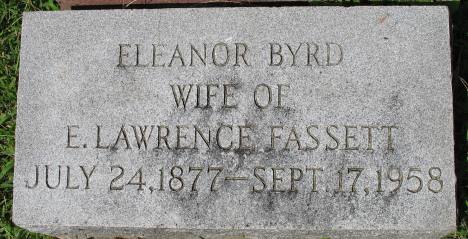 ELEANOR BYRD
WIFE OF
E. LAWRENCE FASSETT
JULY 24, 1877—SEPT. 17, 1958